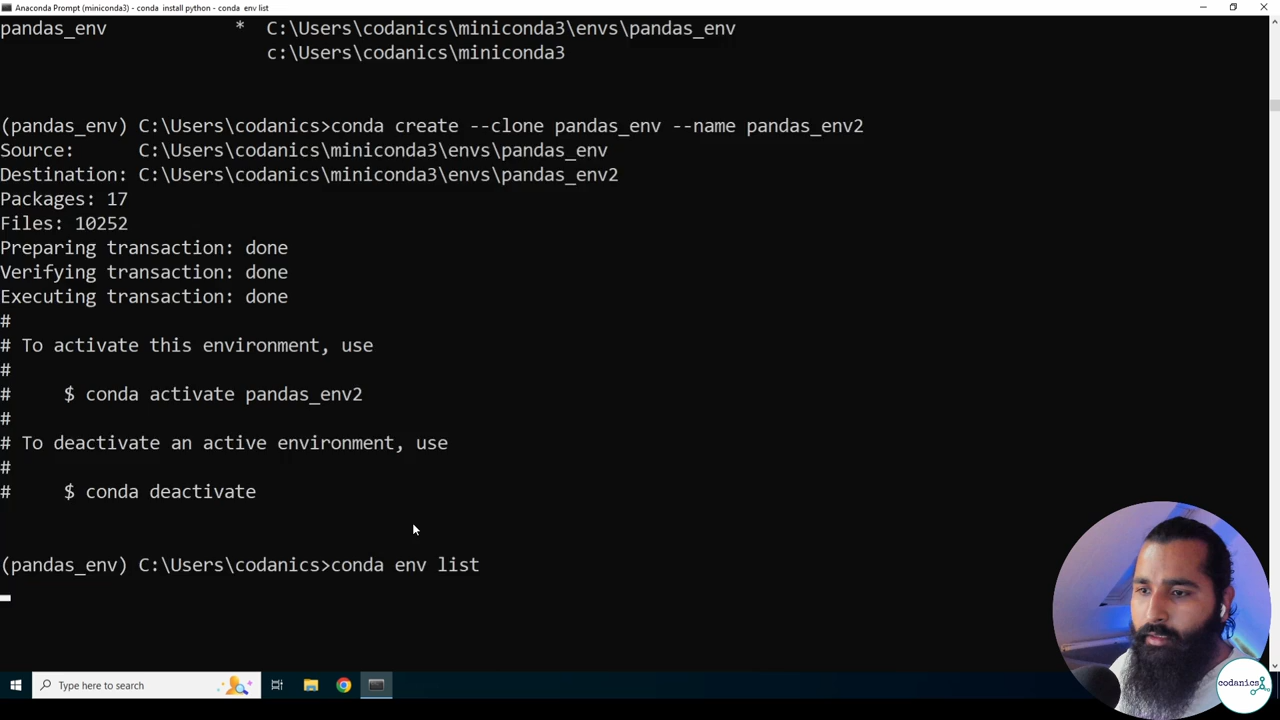 Anaconda Prompt (miniconda3) - conda install python - conda env list
pandas_env * C:\Users\codanics\miniconda3\envs\pandas_env
c:\Users\codanics\miniconda3
(pandas_env) C:\Users\codanics>conda create --clone pandas_env --name pandas_env2
Source: C:\Users\codanics\miniconda3\envs\pandas_env
Destination: C:\Users\codanics\miniconda3\envs\pandas_env2
Packages: 17
Files: 10252
Preparing transaction: done
Verifying transaction: done
Executing transaction: done
#
# To activate this environment, use
#
# $ conda activate pandas_env2
#
# To deactivate an active environment, use
#
# $ conda deactivate
(pandas_env) C:\Users\codanics>conda env list
Type here to search
codanics